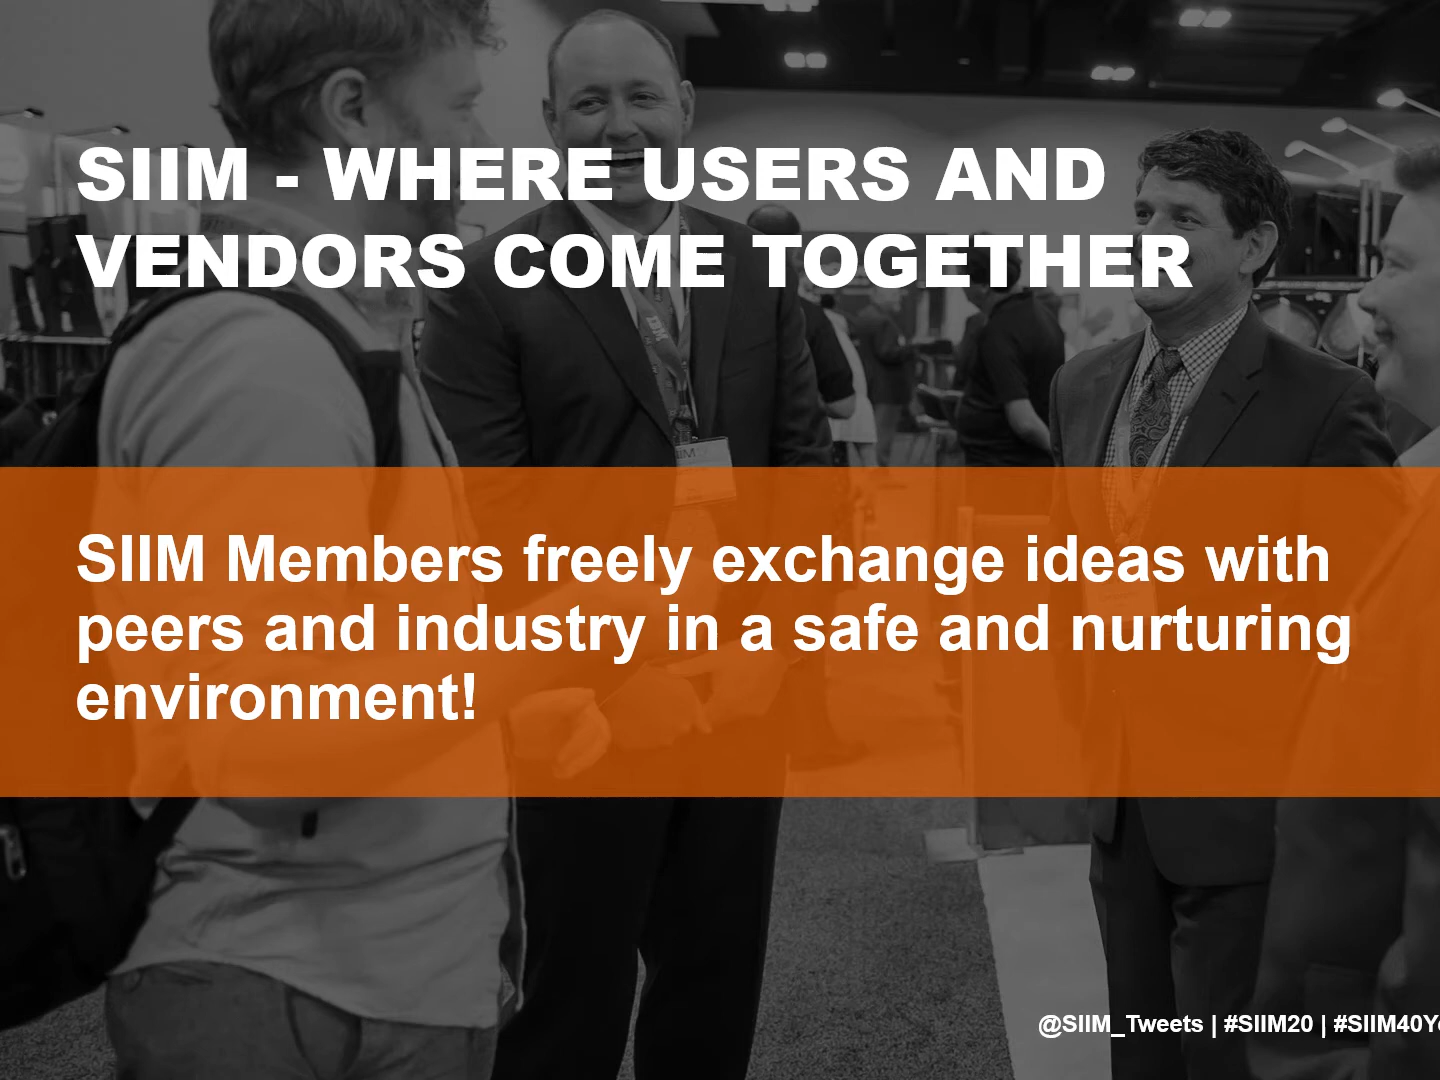 SIIM - WHERE USERS AND
VENDORS COME TOGETHER
SIIM Members freely exchange ideas with
peers and industry in a safe and nurturing
environment!
@SIIM_Tweets | #SIIM20 | #SIIM40Ye